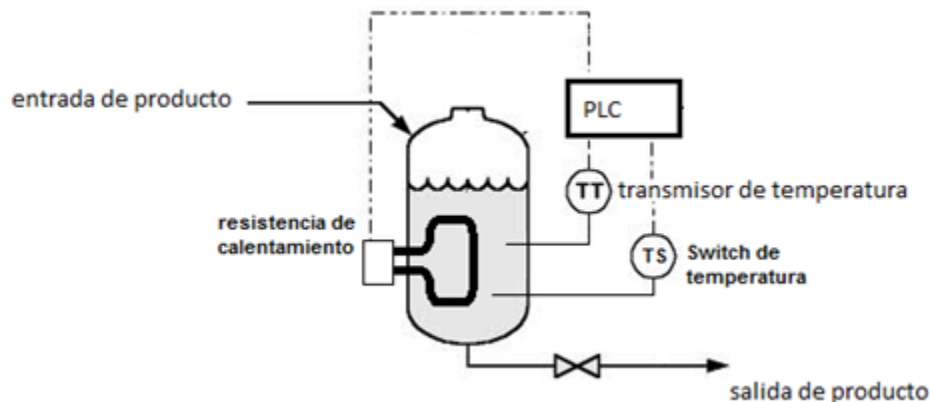 entrada de producto
PLC
TT
transmisor de temperatura
resistencia de
calentamiento
TS
Switch de
temperatura
salida de producto